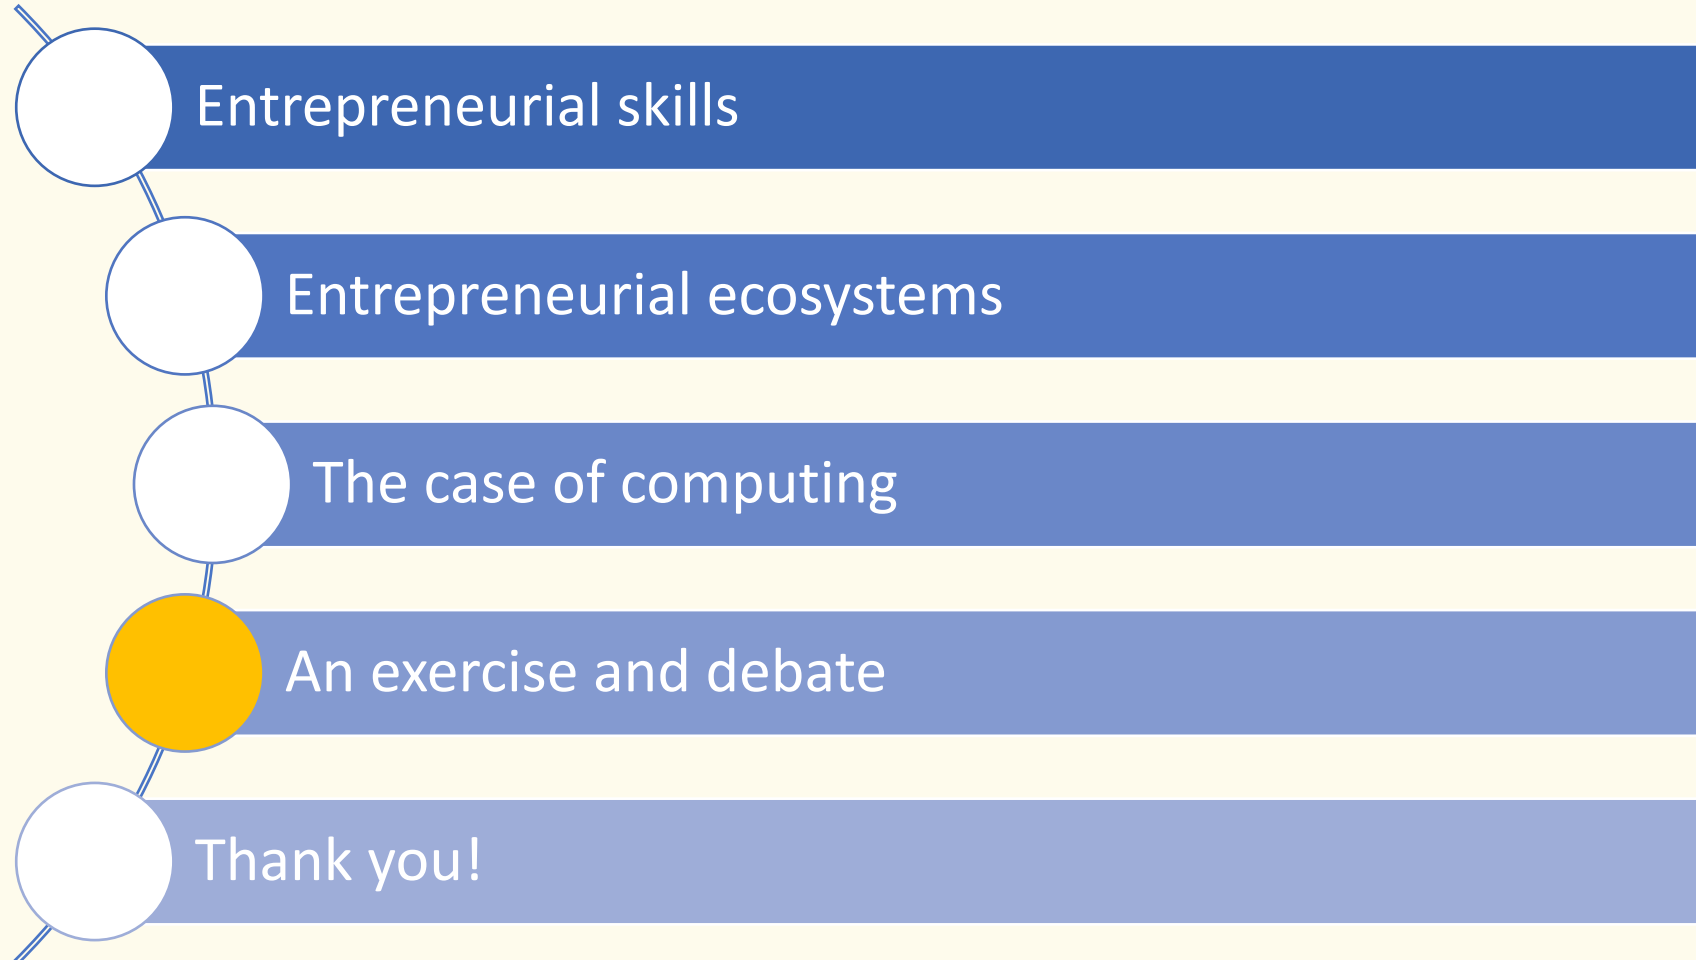 Entrepreneurial skills
Entrepreneurial ecosystems
The case of computing
An exercise and debate
Thank you!